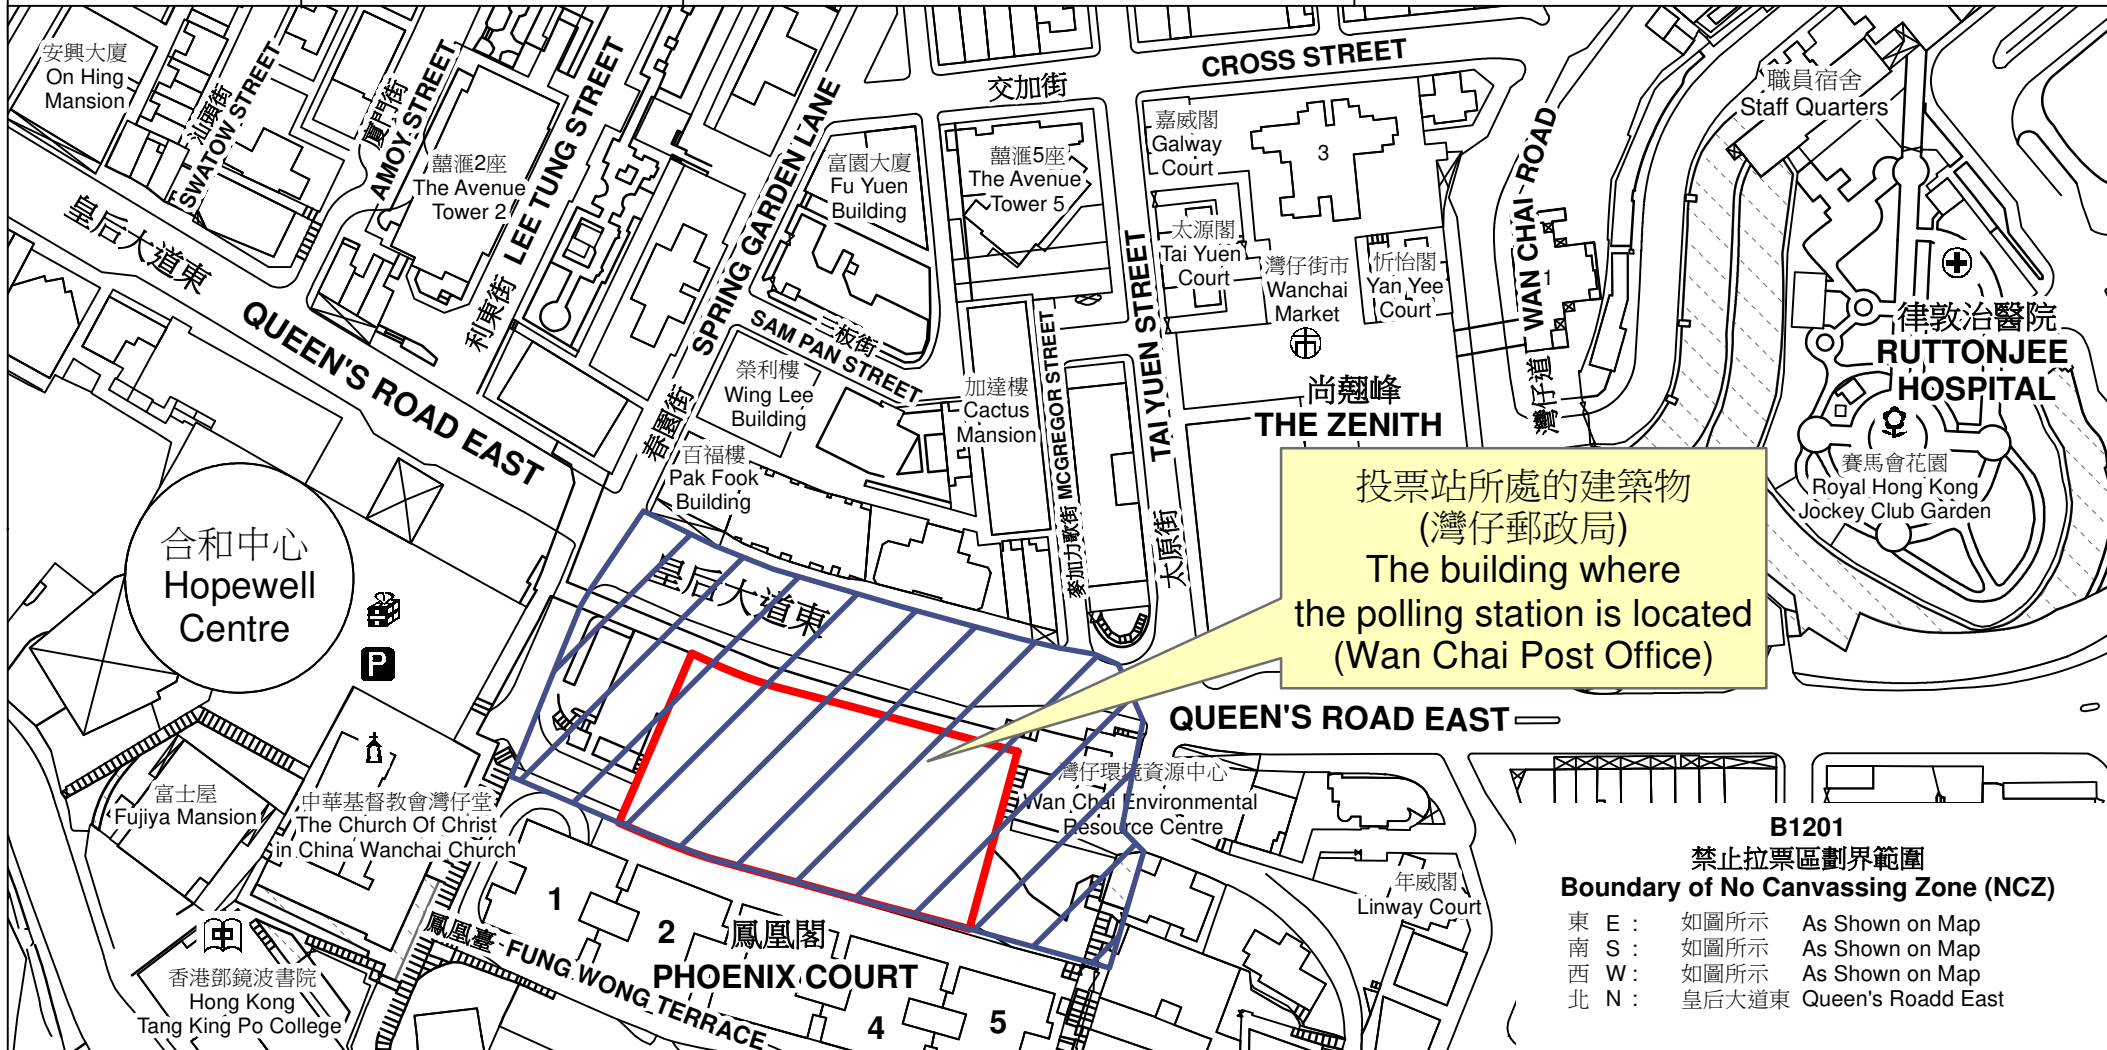 安興大廈
On Hing
Mansion
汕頭街
SWATOW STREET
廈門街
AMOY STREET
囍滙2座
The Avenue
Tower 2
利東街 LEE TUNG STREET
春園街
SPRING GARDEN LANE
富園大廈
Fu Yuen
Building
交加街
CROSS STREET
囍滙5座
The Avenue
Tower 5
嘉威閣
Galway
Court
3
太源閣
Tai Yuen
Court
灣仔街市
Wanchai
Market
忻怡閣
Yan Yee
Court
1
灣仔道 WAN CHAI ROAD
職員宿舍
Staff Quarters
律敦治醫院
RUTTONJEE
HOSPITAL
賽馬會花園
Royal Hong Kong
Jockey Club Garden
皇后大道東
QUEEN'S ROAD EAST
三板街
SAM PAN STREET
榮利樓
Wing Lee
Building
百福樓
Pak Fook
Building
加達樓
Cactus
Mansion
麥加力歌街 MCGREGOR STREET
太原街
TAI YUEN STREET
尚翹峰
THE ZENITH
投票站所處的建築物
(灣仔郵政局)
The building where
the polling station is located
(Wan Chai Post Office)
合和中心
Hopewell
Centre
P
皇后大道東
QUEEN'S ROAD EAST
灣仔環境資源中心
Wan Chai Environmental
Resource Centre
富士屋
Fujiya Mansion
中華基督教會灣仔堂
The Church Of Christ
in China Wanchai Church
香港鄧鏡波書院
Hong Kong
Tang King Po College
鳳凰臺 FUNG WONG TERRACE
1
2
鳳凰閣
PHOENIX COURT
4
5
年威閣
Linway Court
B1201
禁止拉票區劃界範圍
Boundary of No Canvassing Zone (NCZ)
東 E : 如圖所示 As Shown on Map
南 S : 如圖所示 As Shown on Map
西 W : 如圖所示 As Shown on Map
北 N : 皇后大道東 Queen's Roadd East